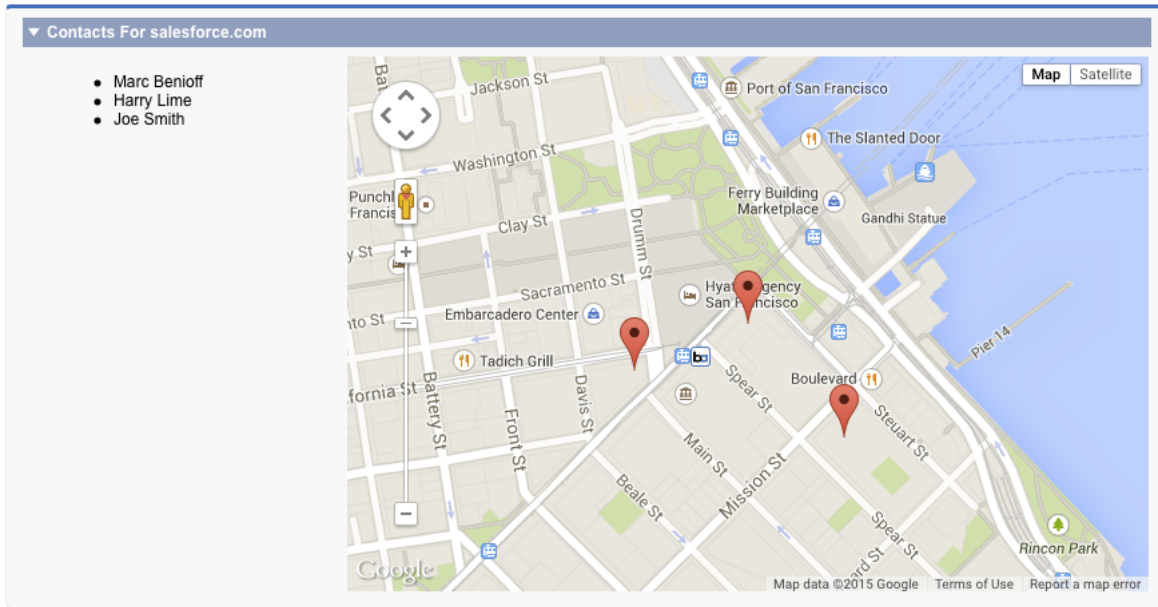 Contacts For salesforce.com
Marc Benioff
Harry Lime
Joe Smith
Map
Satellite
Jackson St
Port of San Francisco
Washington St
The Slanted Door
Ferry Building
Marketplace
Gandhi Statue
Clay St
Drumm St
Sacramento St
San Francisco
Embarcadero Center
Tadich Grill
Pier 14
Boulevard
Battery St
Davis St
Front St
Spear St
Steuart St
Main St
Mission St
Beale St
Spear St
Rincon Park
Google
Map data ©2015 Google
Terms of Use
Report a map error